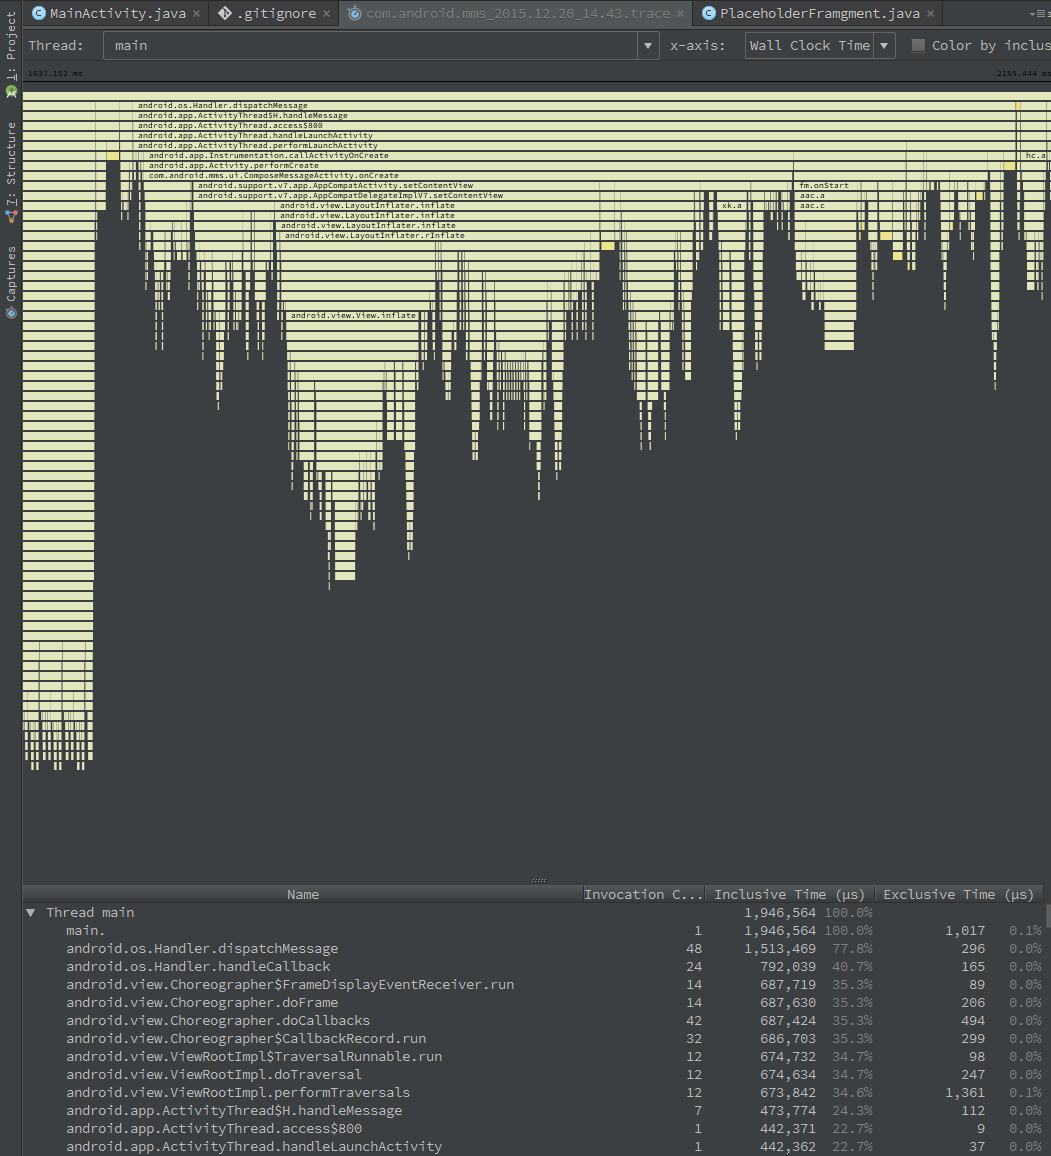 MainActivity.java × .gitignore × com.android.mms_2015.12.26_14.43.trace × PlaceholderFramgment.java ×
1: Project
7: Structure
Captures
Thread: main x-axis: Wall Clock Time Color by inclus
1637.192 ms 2155.444 ms
android.os.Handler.dispatchMessage
android.app.ActivityThread$H.handleMessage
android.app.ActivityThread.access$800
android.app.ActivityThread.handleLaunchActivity
android.app.ActivityThread.performLaunchActivity
android.app.Instrumentation.callActivityOnCreate hc.a
android.app.Activity.performCreate
com.android.mms.ui.ComposeMessageActivity.onCreate
android.support.v7.app.AppCompatActivity.setContentView fm.onStart
android.support.v7.app.AppCompatDelegateImplV7.setContentView aac.a
android.view.LayoutInflater.inflate xk.a aac.c
android.view.LayoutInflater.inflate
android.view.LayoutInflater.inflate
android.view.LayoutInflater.rInflate
android.view.View.inflate
Name Invocation C... Inclusive Time (µs) Exclusive Time (µs)
Thread main 1,946,564 100.0%
main. 1 1,946,564 100.0% 1,017 0.1%
android.os.Handler.dispatchMessage 48 1,513,469 77.8% 296 0.0%
android.os.Handler.handleCallback 24 792,039 40.7% 165 0.0%
android.view.Choreographer$FrameDisplayEventReceiver.run 14 687,719 35.3% 89 0.0%
android.view.Choreographer.doFrame 14 687,630 35.3% 206 0.0%
android.view.Choreographer.doCallbacks 42 687,424 35.3% 494 0.0%
android.view.Choreographer$CallbackRecord.run 32 686,703 35.3% 299 0.0%
android.view.ViewRootImpl$TraversalRunnable.run 12 674,732 34.7% 98 0.0%
android.view.ViewRootImpl.doTraversal 12 674,634 34.7% 247 0.0%
android.view.ViewRootImpl.performTraversals 12 673,842 34.6% 1,361 0.1%
android.app.ActivityThread$H.handleMessage 7 473,774 24.3% 112 0.0%
android.app.ActivityThread.access$800 1 442,371 22.7% 9 0.0%
android.app.ActivityThread.handleLaunchActivity 1 442,362 22.7% 37 0.0%